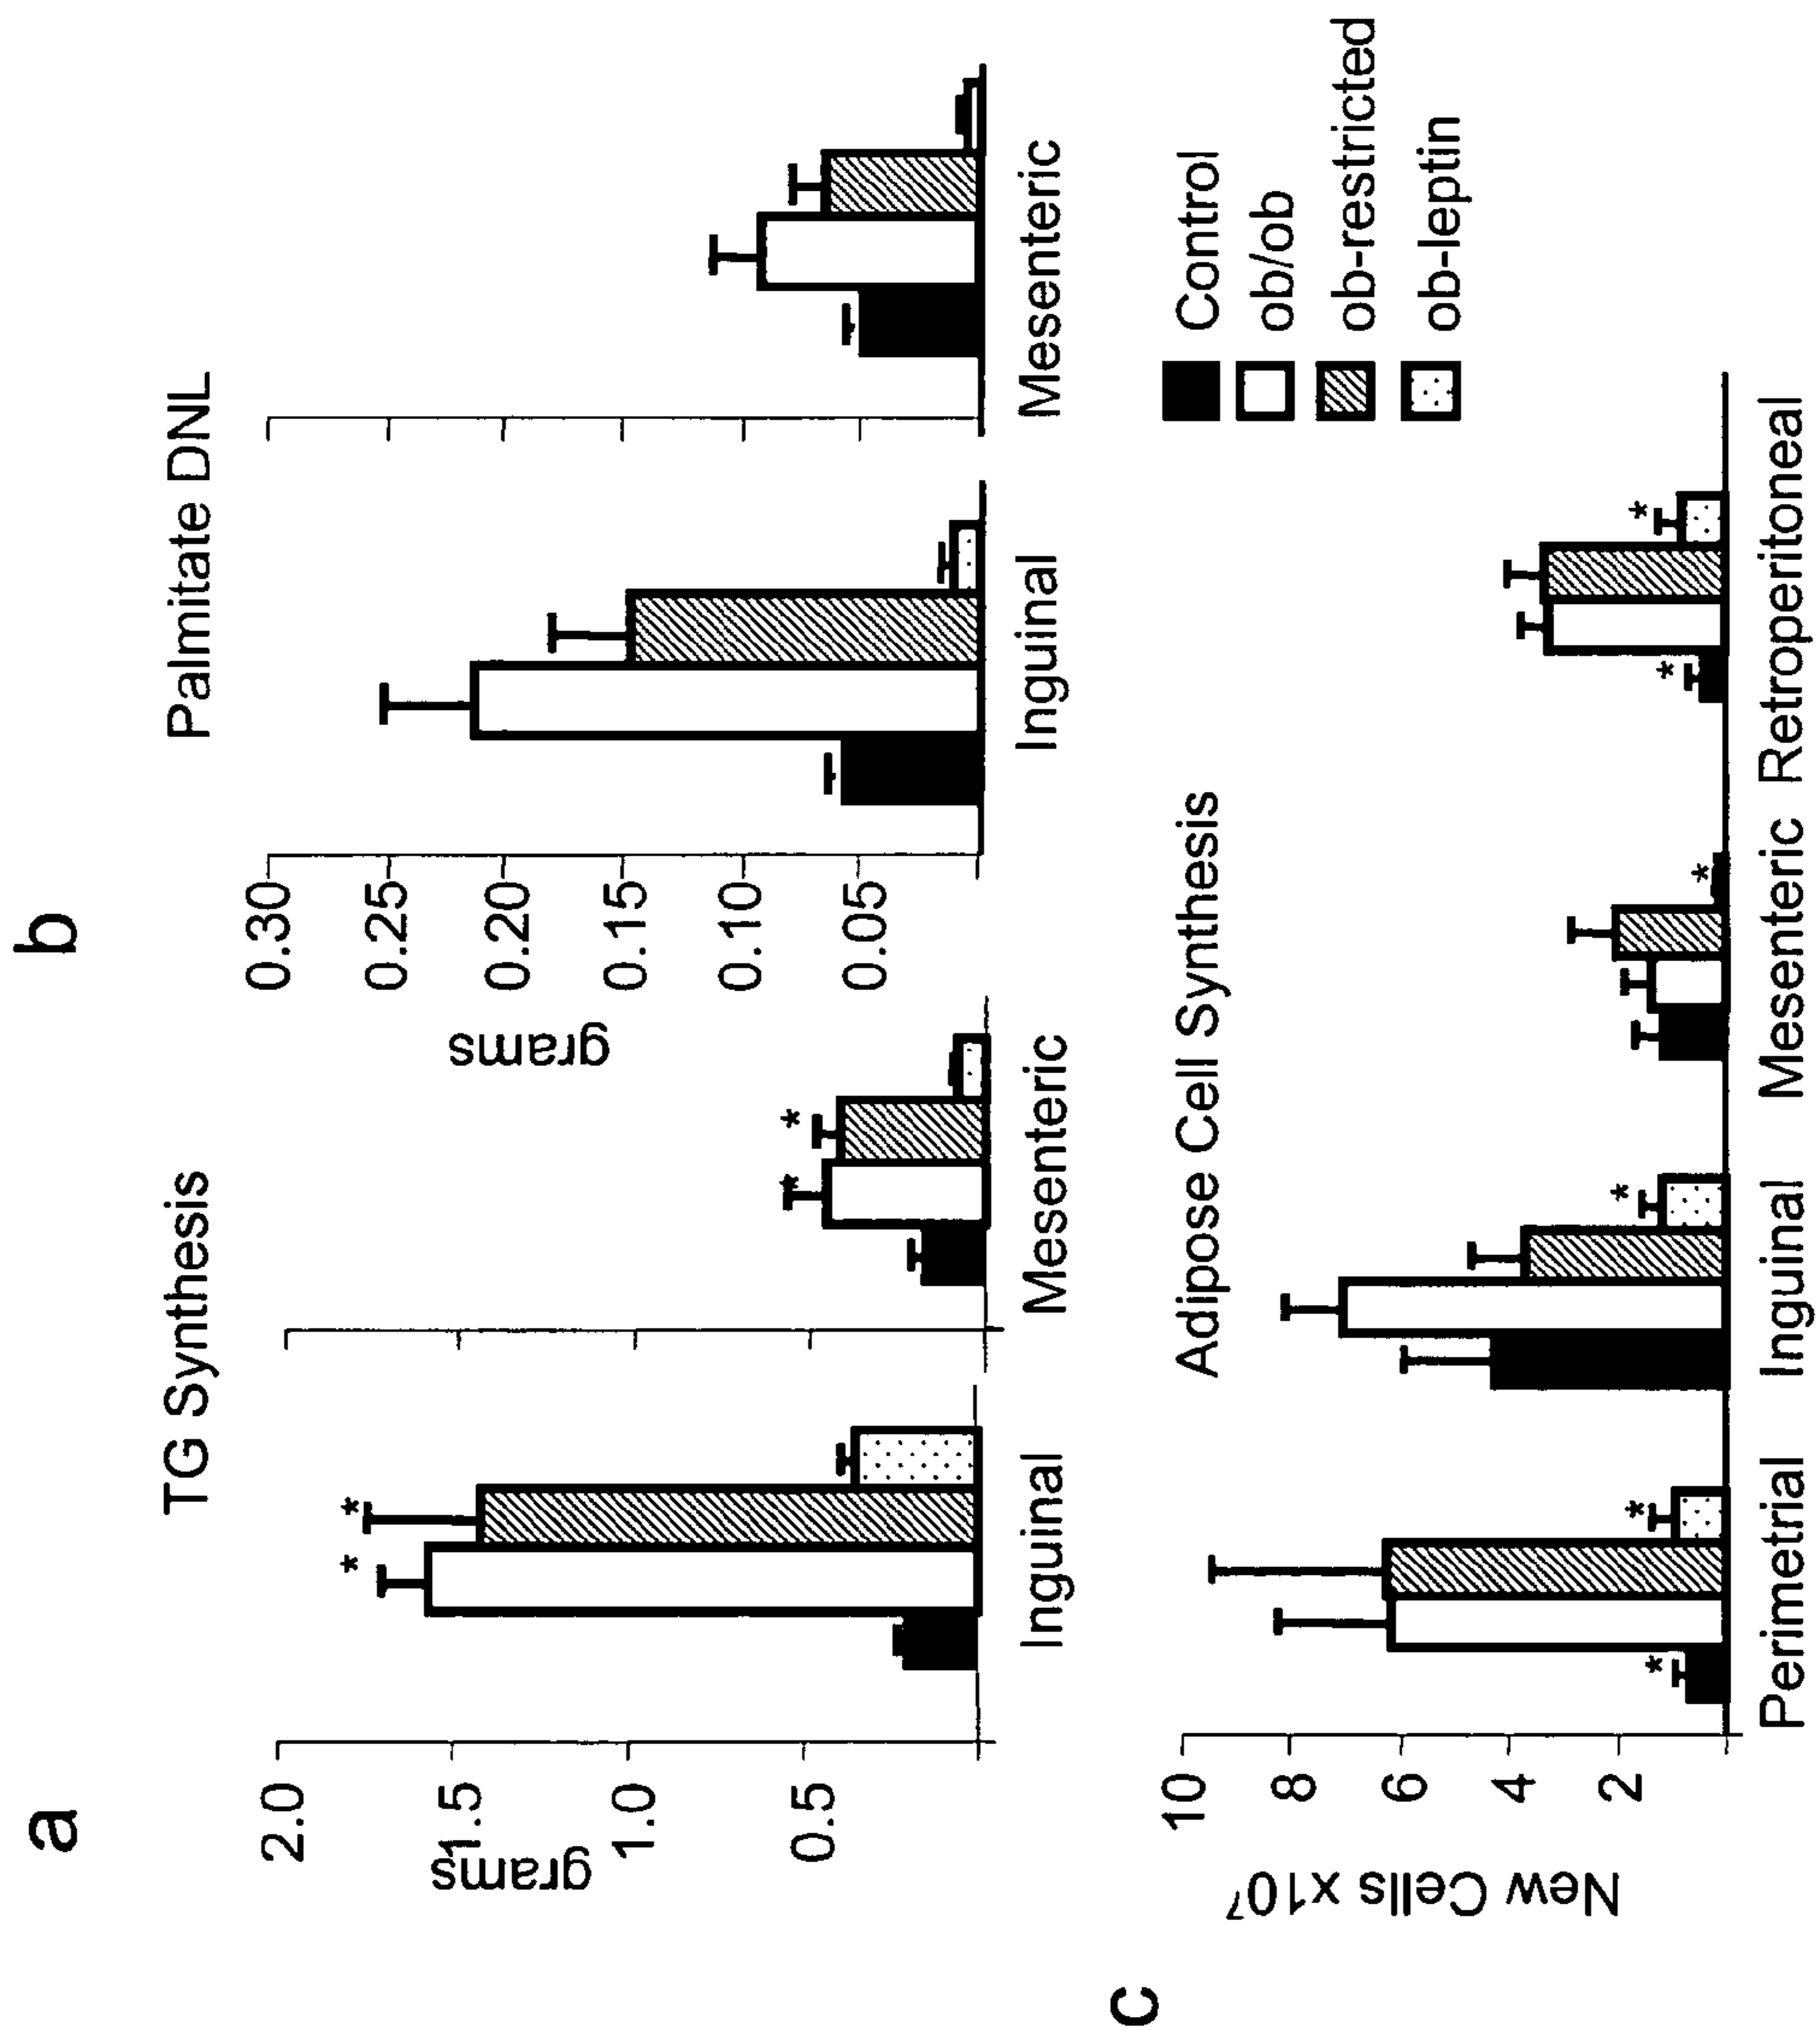 a
TG Synthesis
grams
2.0
1.5
1.0
0.5
* *
* *
Inguinal
Mesenteric
b
Palmitate DNL
grams
0.30
0.25
0.20
0.15
0.10
0.05
Inguinal
Mesenteric
c
Adipose Cell Synthesis
New Cells x10⁷
10
8
6
4
2
* *
*
*
* *
Perimetrial Inguinal Mesenteric Retroperitoneal
Control
ob/ob
ob-restricted
ob-leptin